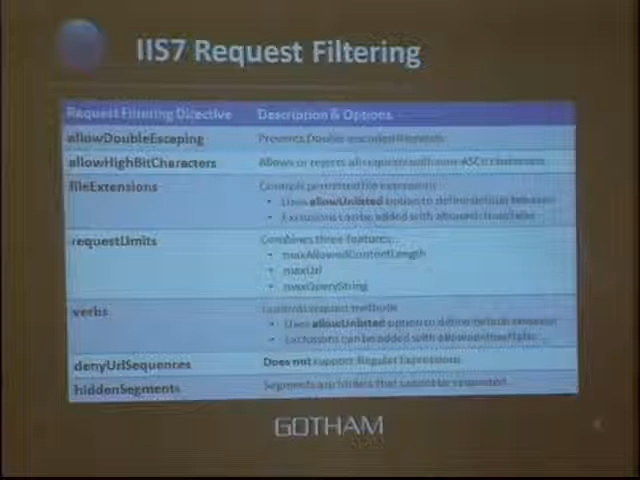 IIS7 Request Filtering
Request Filtering Directive Description & Options
allowDoubleEscaping Prevents Double-encoded Requests
allowHighBitCharacters Allows or rejects all requests with non-ASCII characters
fileExtensions Controls permitted file extensions
• Uses allowUnlisted option to define default behavior
• Exclusions can be added with allowed=true/false
requestLimits Combines three features...
• maxAllowedContentLength
• maxUrl
• maxQueryString
verbs Controls request methods
• Uses allowUnlisted option to define default behavior
• Exclusions can be added with allowed=true/false
denyUrlSequences Does not support Regular Expressions
hiddenSegments Segments are folders that cannot be requested
GOTHAM